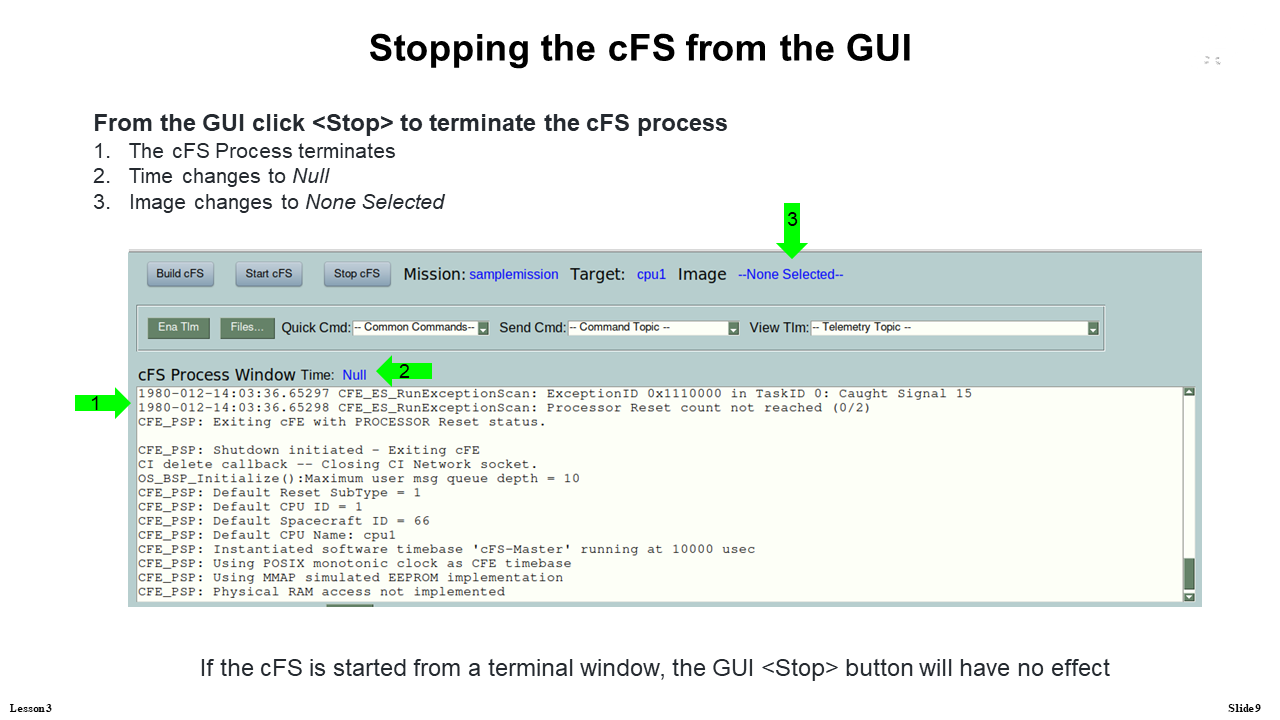 Stopping the cFS from the GUI
From the GUI click <Stop> to terminate the cFS process
1. The cFS Process terminates
2. Time changes to Null
3. Image changes to None Selected
3
Build cFS Start cFS Stop cFS Mission: samplemission Target: cpu1 Image --None Selected--
Ena Tlm Files... Quick Cmd: -- Common Commands-- Send Cmd: -- Command Topic -- View Tlm: -- Telemetry Topic --
cFS Process Window Time: Null 2
1
1980-012-14:03:36.65297 CFE_ES_RunExceptionScan: ExceptionID 0x1110000 in TaskID 0: Caught Signal 15
1980-012-14:03:36.65298 CFE_ES_RunExceptionScan: Processor Reset count not reached (0/2)
CFE_PSP: Exiting cFE with PROCESSOR Reset status.
CFE_PSP: Shutdown initiated - Exiting cFE
CI delete callback -- Closing CI Network socket.
OS_BSP_Initialize():Maximum user msg queue depth = 10
CFE_PSP: Default Reset SubType = 1
CFE_PSP: Default CPU ID = 1
CFE_PSP: Default Spacecraft ID = 66
CFE_PSP: Default CPU Name: cpu1
CFE_PSP: Instantiated software timebase 'cFS-Master' running at 10000 usec
CFE_PSP: Using POSIX monotonic clock as CFE timebase
CFE_PSP: Using MMAP simulated EEPROM implementation
CFE_PSP: Physical RAM access not implemented
If the cFS is started from a terminal window, the GUI <Stop> button will have no effect
Lesson 3
Slide 9